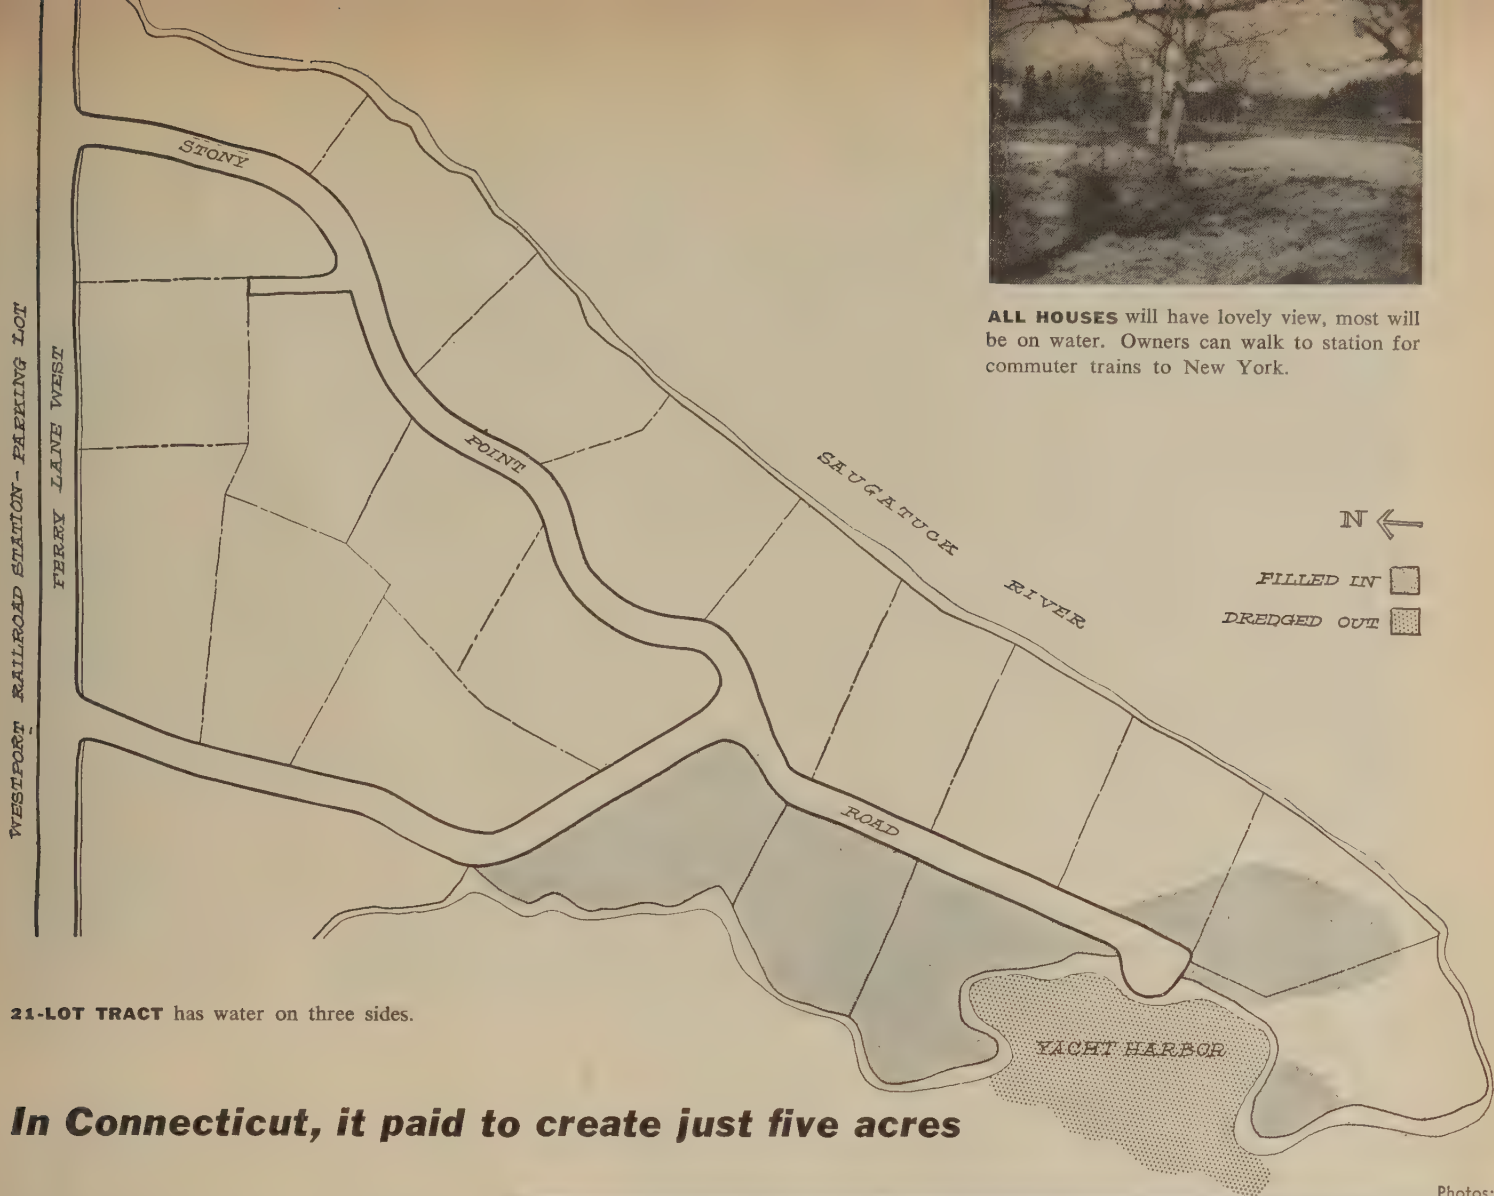 STONY
POINT
ROAD
WESTPORT RAILROAD STATION - PARKING LOT
FERRY LANE WEST
SAUGATUCK RIVER
ALL HOUSES will have lovely view, most will
be on water. Owners can walk to station for
commuter trains to New York.
N
FILLED IN
DREDGED OUT
YACHT HARBOR
21-LOT TRACT has water on three sides.
In Connecticut, it paid to create just five acres
Photos: